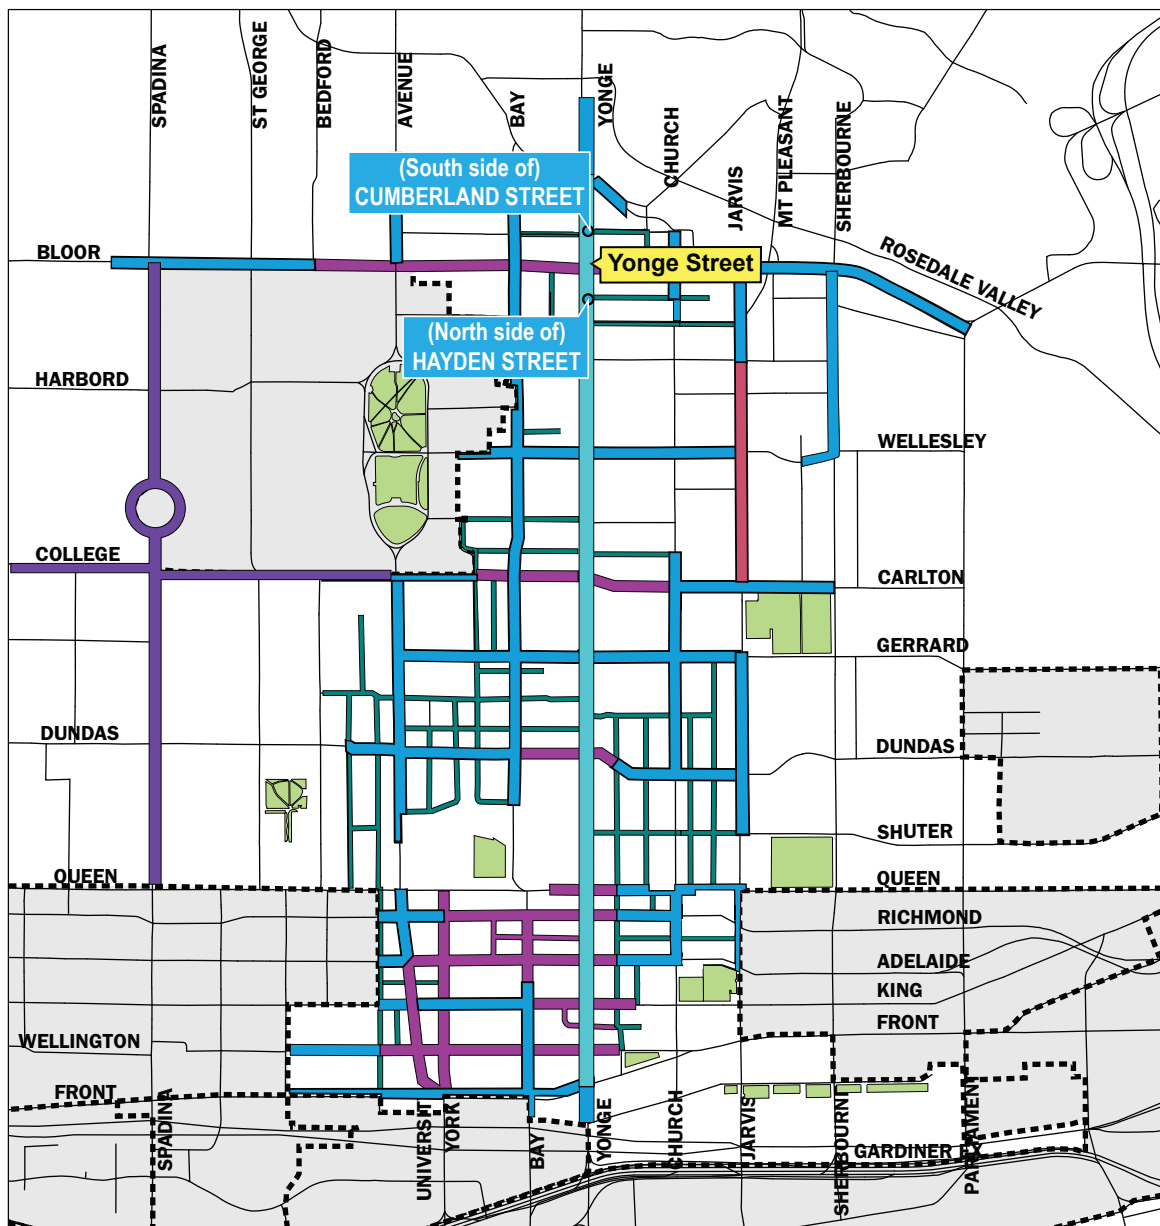 SPADINA
ST GEORGE
BEDFORD
AVENUE
BAY
YONGE
CHURCH
JARVIS
MT PLEASANT
SHERBOURNE
(South side of)
CUMBERLAND STREET
BLOOR
Yonge Street
ROSEDALE VALLEY
(North side of)
HAYDEN STREET
HARBORD
WELLESLEY
COLLEGE
CARLTON
GERRARD
DUNDAS
DUNDAS
SHUTER
QUEEN
QUEEN
RICHMOND
ADELAIDE
KING
FRONT
WELLINGTON
FRONT
SPADINA
UNIVERSIT
YORK
BAY
YONGE
CHURCH
JARVIS
SHERBOURN
GARDINER
PARLIAMENT